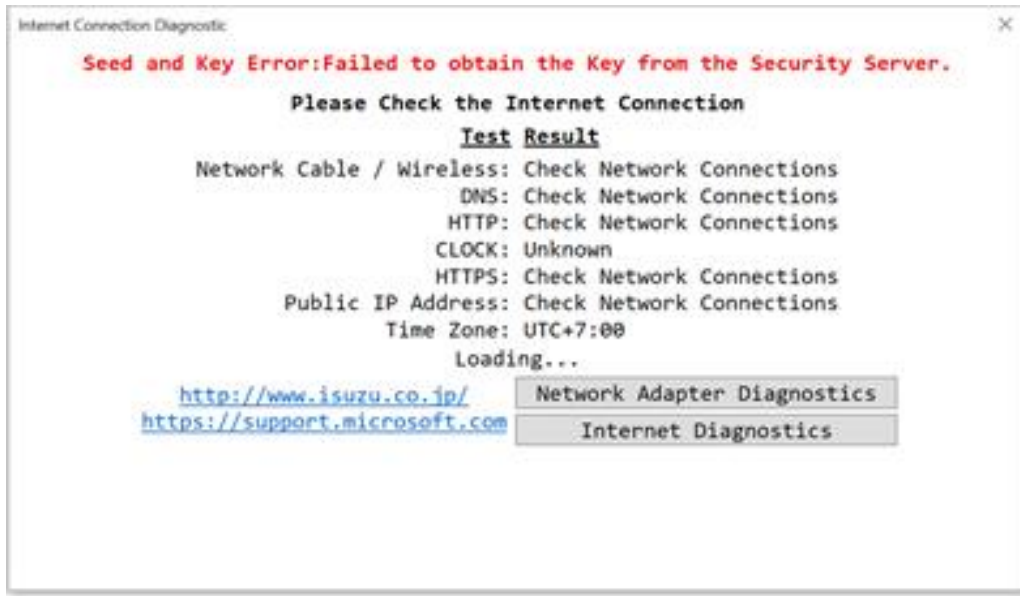 Internet Connection Diagnostic
Seed and Key Error:Failed to obtain the Key from the Security Server.
Please Check the Internet Connection
Test Result
Network Cable / Wireless: Check Network Connections
DNS: Check Network Connections
HTTP: Check Network Connections
CLOCK: Unknown
HTTPS: Check Network Connections
Public IP Address: Check Network Connections
Time Zone: UTC+7:00
Loading...
http://www.isuzu.co.jp/ Network Adapter Diagnostics
https://support.microsoft.com Internet Diagnostics